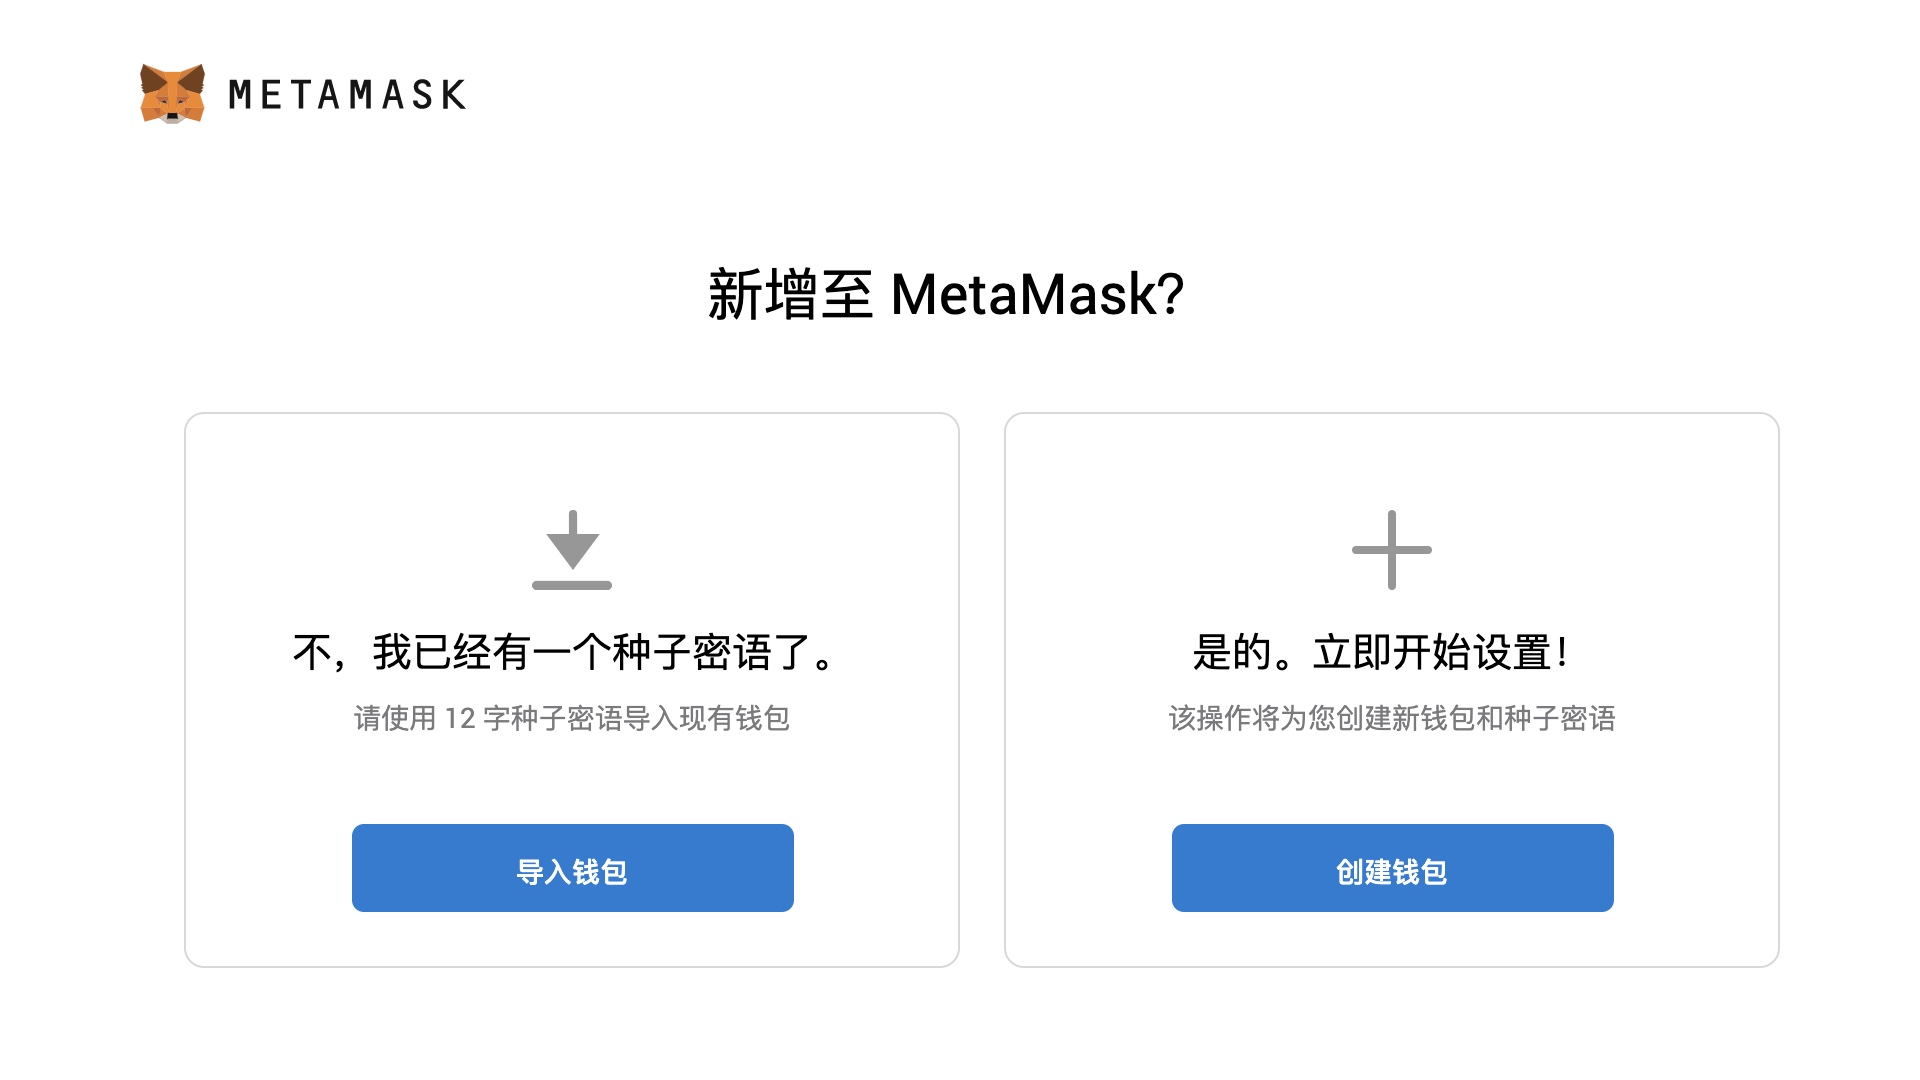 METAMASK
新增至 MetaMask?
不，我已经有一个种子密语了。
请使用 12 字种子密语导入现有钱包
导入钱包
是的。立即开始设置！
该操作将为您创建新钱包和种子密语
创建钱包